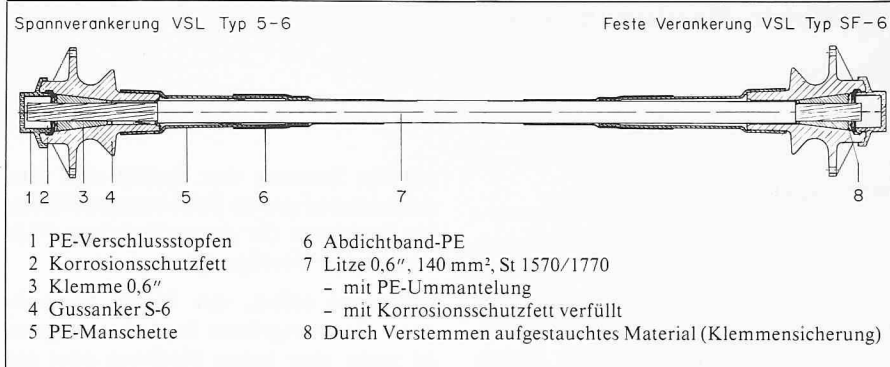 Spannverankerung VSL Typ 5-6
Feste Verankerung VSL Typ SF-6
1 2 3 4 5 6 7 8
1 PE-Verschlussstopfen
2 Korrosionsschutzfett
3 Klemme 0,6″
4 Gussanker S-6
5 PE-Manschette
6 Abdichtband-PE
7 Litze 0,6″, 140 mm², St 1570/1770
– mit PE-Ummantelung
– mit Korrosionsschutzfett verfüllt
8 Durch Verstemmen aufgestauchtes Material (Klemmensicherung)